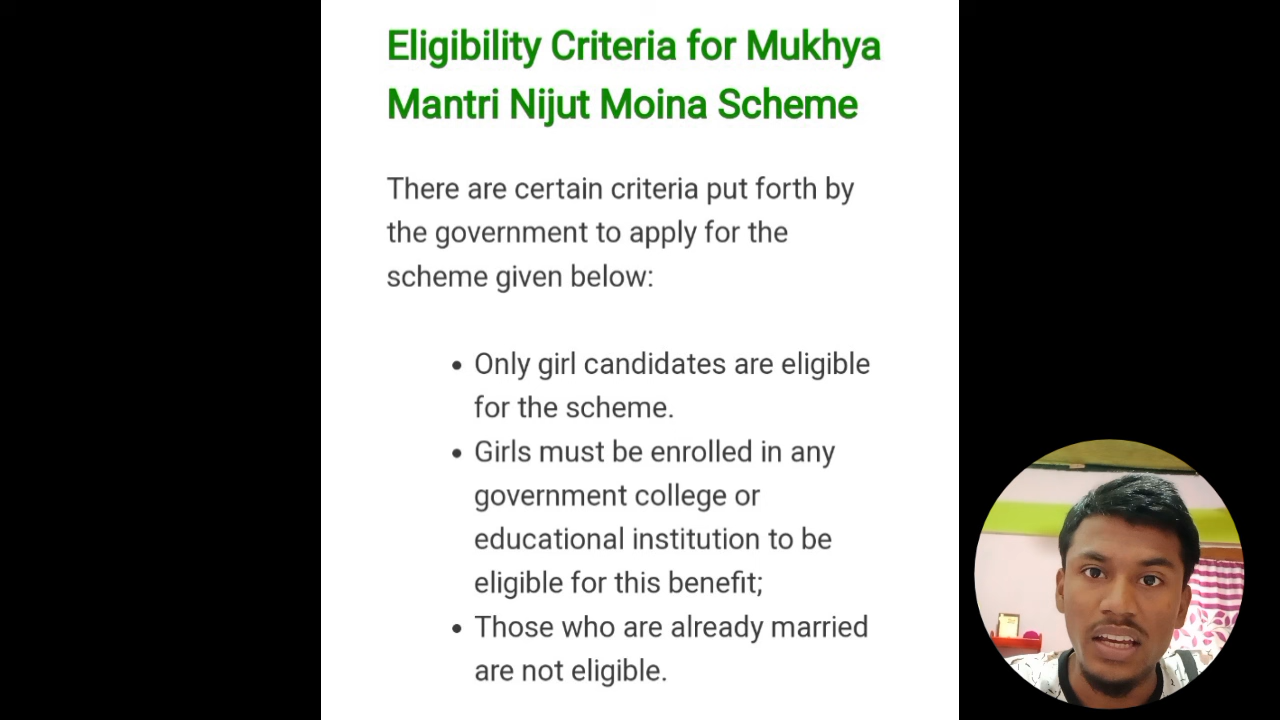 Eligibility Criteria for Mukhya
Mantri Nijut Moina Scheme
There are certain criteria put forth by
the government to apply for the
scheme given below:
• Only girl candidates are eligible
for the scheme.
• Girls must be enrolled in any
government college or
educational institution to be
eligible for this benefit;
• Those who are already married
are not eligible.